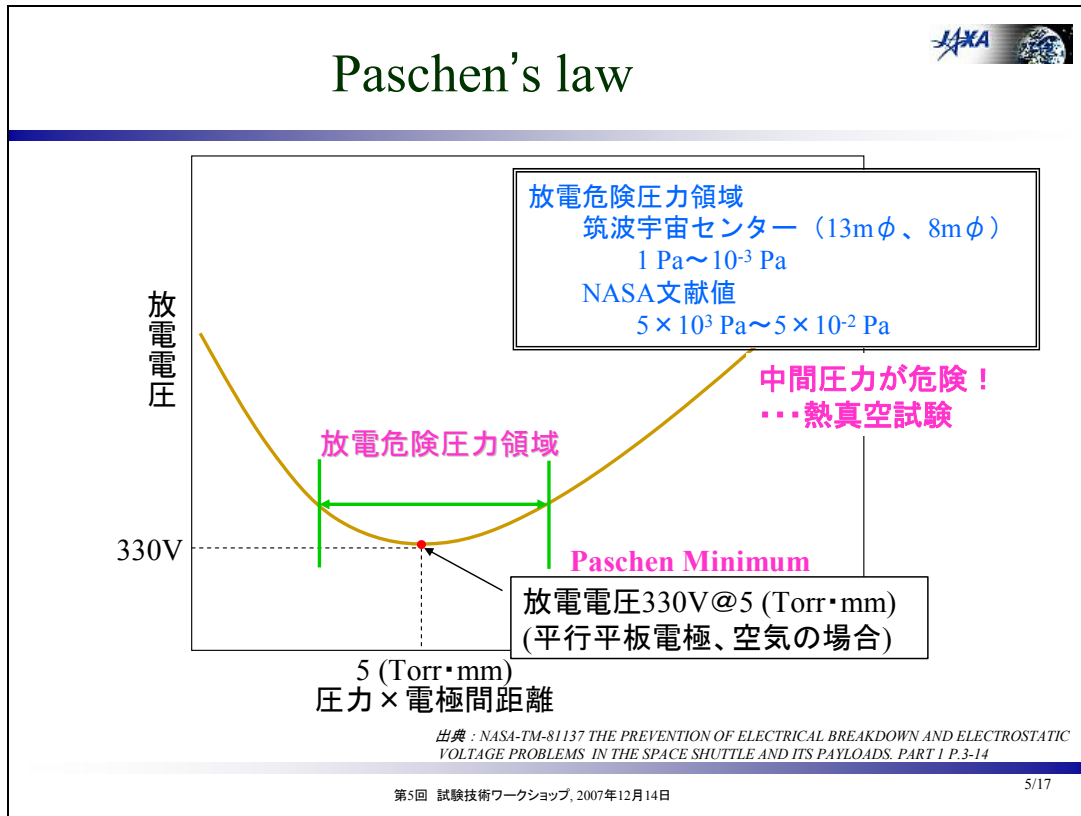 JAXA
Paschen’s law
放電危険圧力領域
筑波宇宙センター（13mφ、8mφ）
1 Pa～10⁻³ Pa
NASA文献値
5×10³ Pa～5×10⁻² Pa
放電電圧
中間圧力が危険！
･･･熱真空試験
放電危険圧力領域
330V
Paschen Minimum
放電電圧330V＠5 (Torr･mm)
(平行平板電極、空気の場合)
5 (Torr･mm)
圧力×電極間距離
出典：NASA-TM-81137 THE PREVENTION OF ELECTRICAL BREAKDOWN AND ELECTROSTATIC
VOLTAGE PROBLEMS IN THE SPACE SHUTTLE AND ITS PAYLOADS. PART 1 P.3-14
第5回 試験技術ワークショップ, 2007年12月14日
5/17